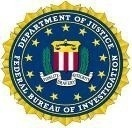 DEPARTMENT OF JUSTICE
FEDERAL BUREAU OF INVESTIGATION